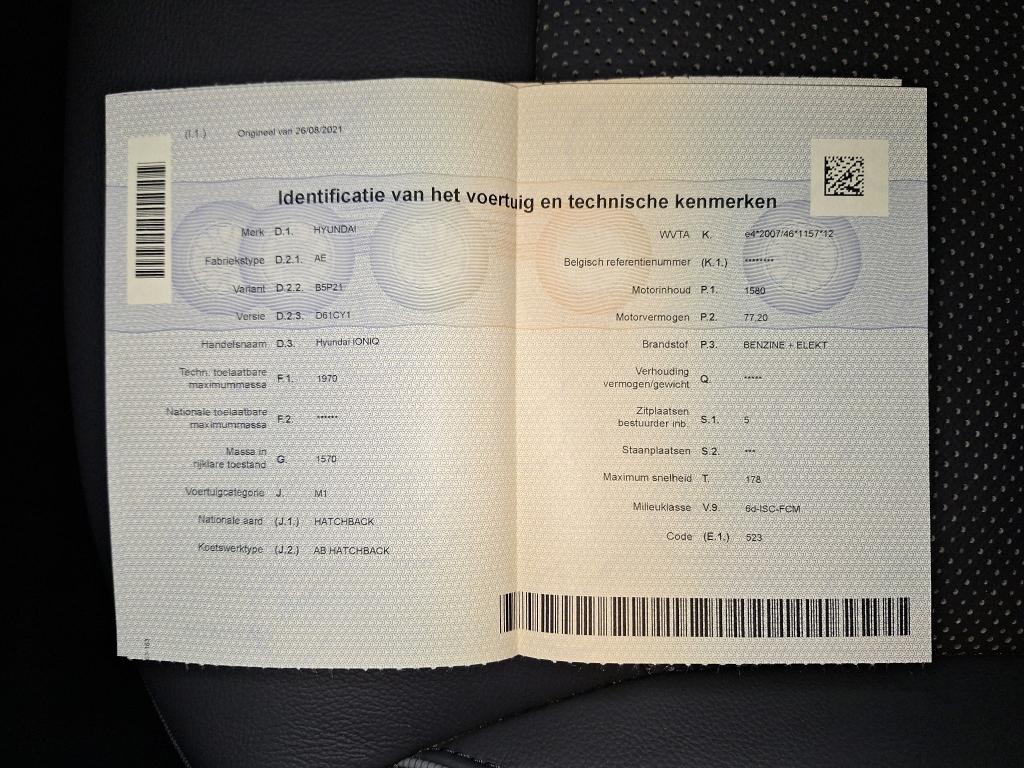 (I.1.) Origineel van 26/08/2021
Identificatie van het voertuig en technische kenmerken
Merk D.1. HYUNDAI
Fabriekstype D.2.1. AE
Variant D.2.2. B5P21
Versie D.2.3. D61CY1
Handelsnaam D.3. Hyundai IONIQ
Techn. toelaatbare
maximummassa F.1. 1970
Nationale toelaatbare
maximummassa F.2. ******
Massa in
rijklare toestand G. 1570
Voertuigcategorie J. M1
Nationale aard (J.1.) HATCHBACK
Koetswerktype (J.2.) AB HATCHBACK
WVTA K. e4*2007/46*1157*12
Belgisch referentienummer (K.1.) ********
Motorinhoud P.1. 1580
Motorvermogen P.2. 77,20
Brandstof P.3. BENZINE + ELEKT
Verhouding
vermogen/gewicht Q. *****
Zitplaatsen
bestuurder inb. S.1. 5
Staanplaatsen S.2. ***
Maximum snelheid T. 178
Milieuklasse V.9. 6d-ISC-FCM
Code (E.1.) 523